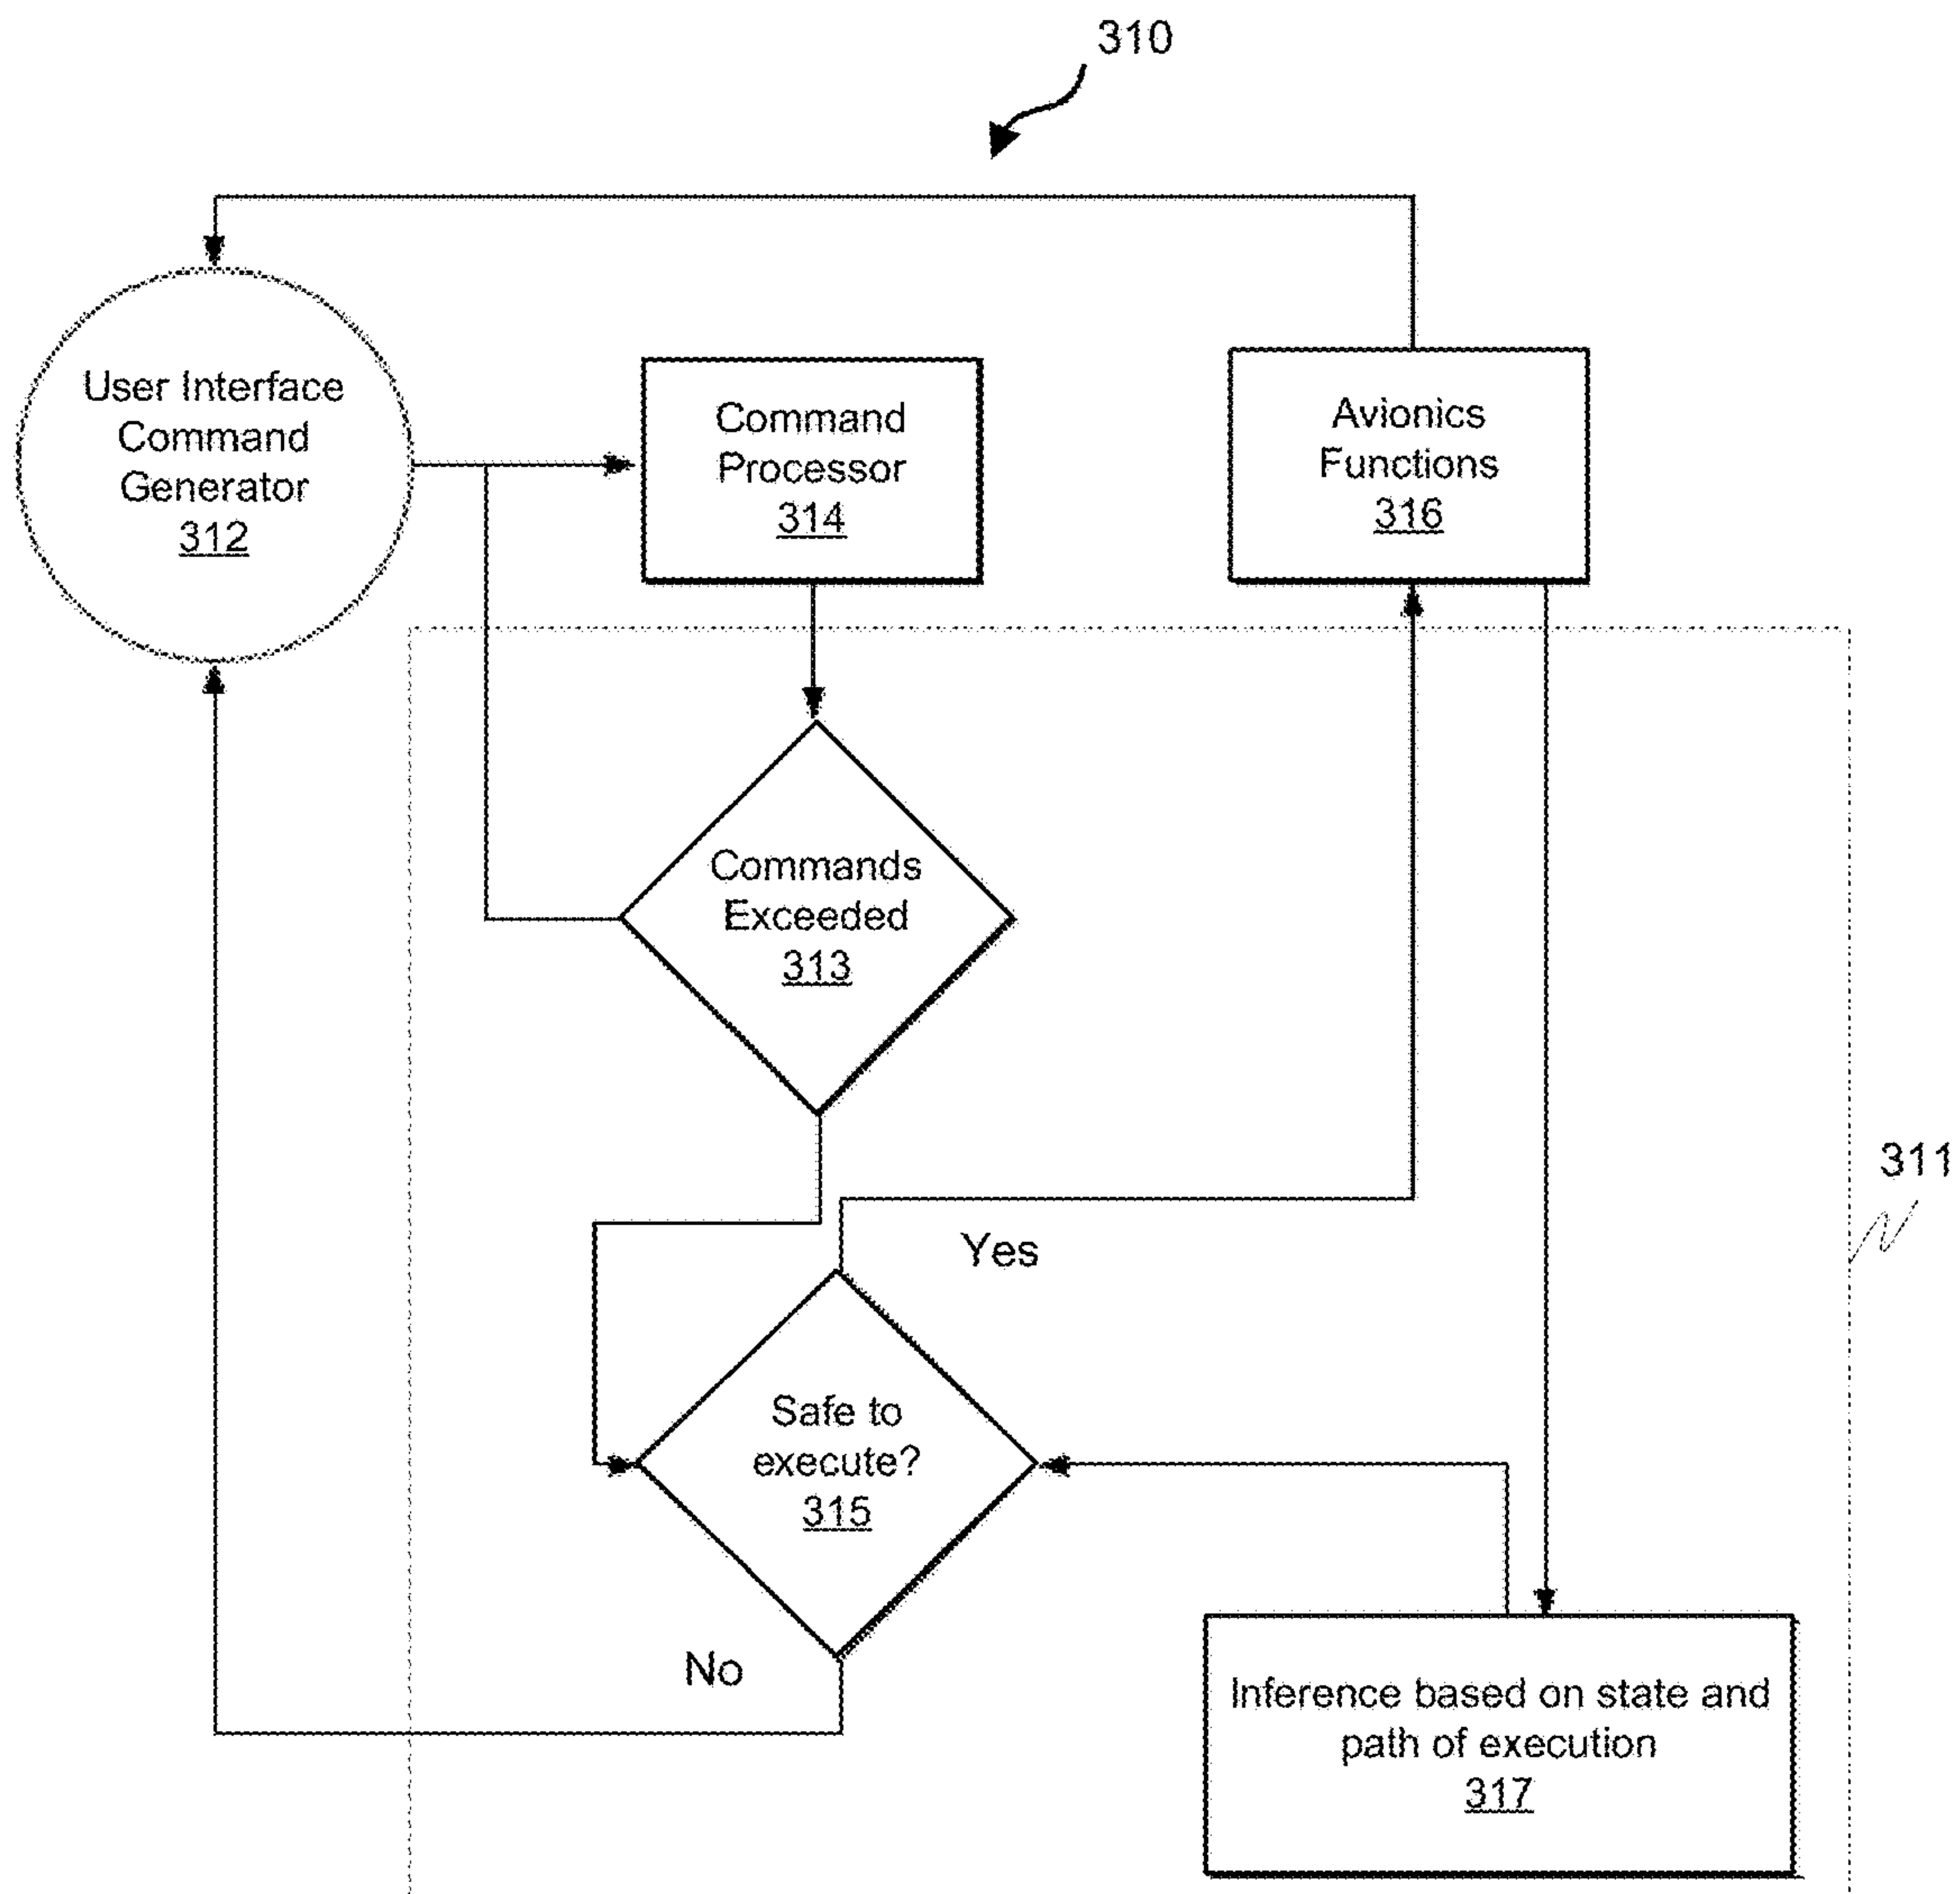 310
User Interface
Command
Generator
312
Command
Processor
314
Avionics
Functions
316
Commands
Exceeded
313
311
Yes
Safe to
execute?
315
No
Inference based on state and
path of execution
317